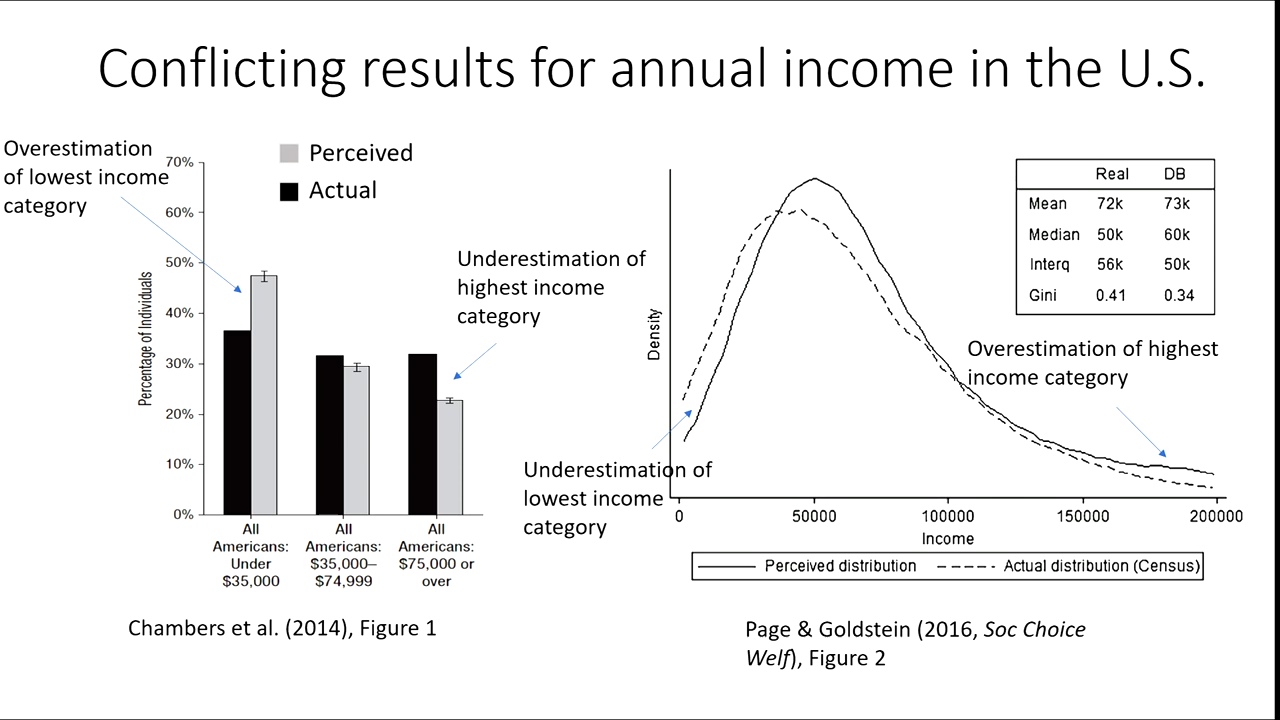 Conflicting results for annual income in the U.S.
Overestimation
of lowest income
category
Perceived
Actual
70%
60%
50%
40%
30%
20%
10%
0%
Percentage of Individuals
All
Americans:
Under
$35,000
All
Americans:
$35,000–
$74,999
All
Americans:
$75,000 or
over
Underestimation of
highest income
category
Chambers et al. (2014), Figure 1
Density
Real DB
Mean 72k 73k
Median 50k 60k
Interq 56k 50k
Gini 0.41 0.34
Overestimation of highest
income category
Underestimation of
lowest income
category
0 50000 100000 150000 200000
Income
Perceived distribution Actual distribution (Census)
Page & Goldstein (2016, Soc Choice
Welf), Figure 2